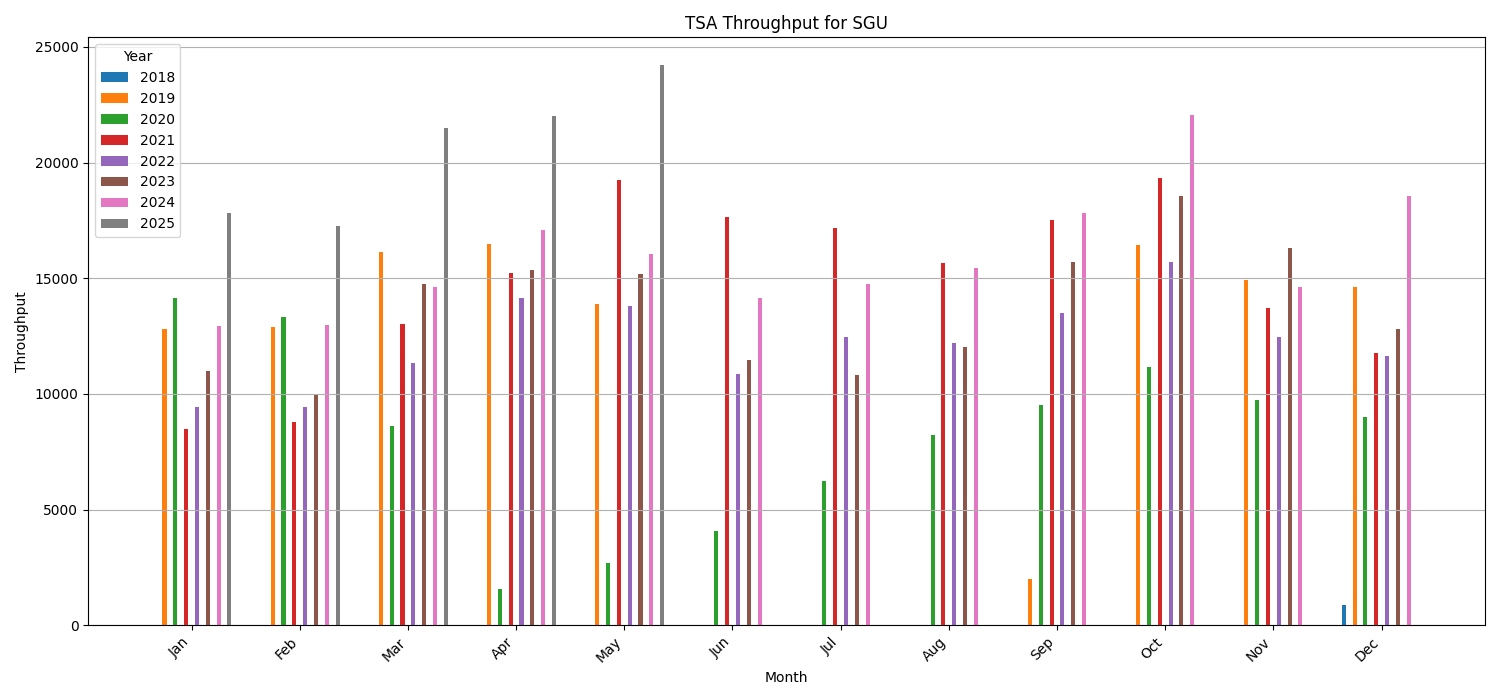 TSA Throughput for SGU
Year
2018
2019
2020
2021
2022
2023
2024
2025
25000
20000
15000
10000
5000
0
Throughput
Jan
Feb
Mar
Apr
May
Jun
Jul
Aug
Sep
Oct
Nov
Dec
Month